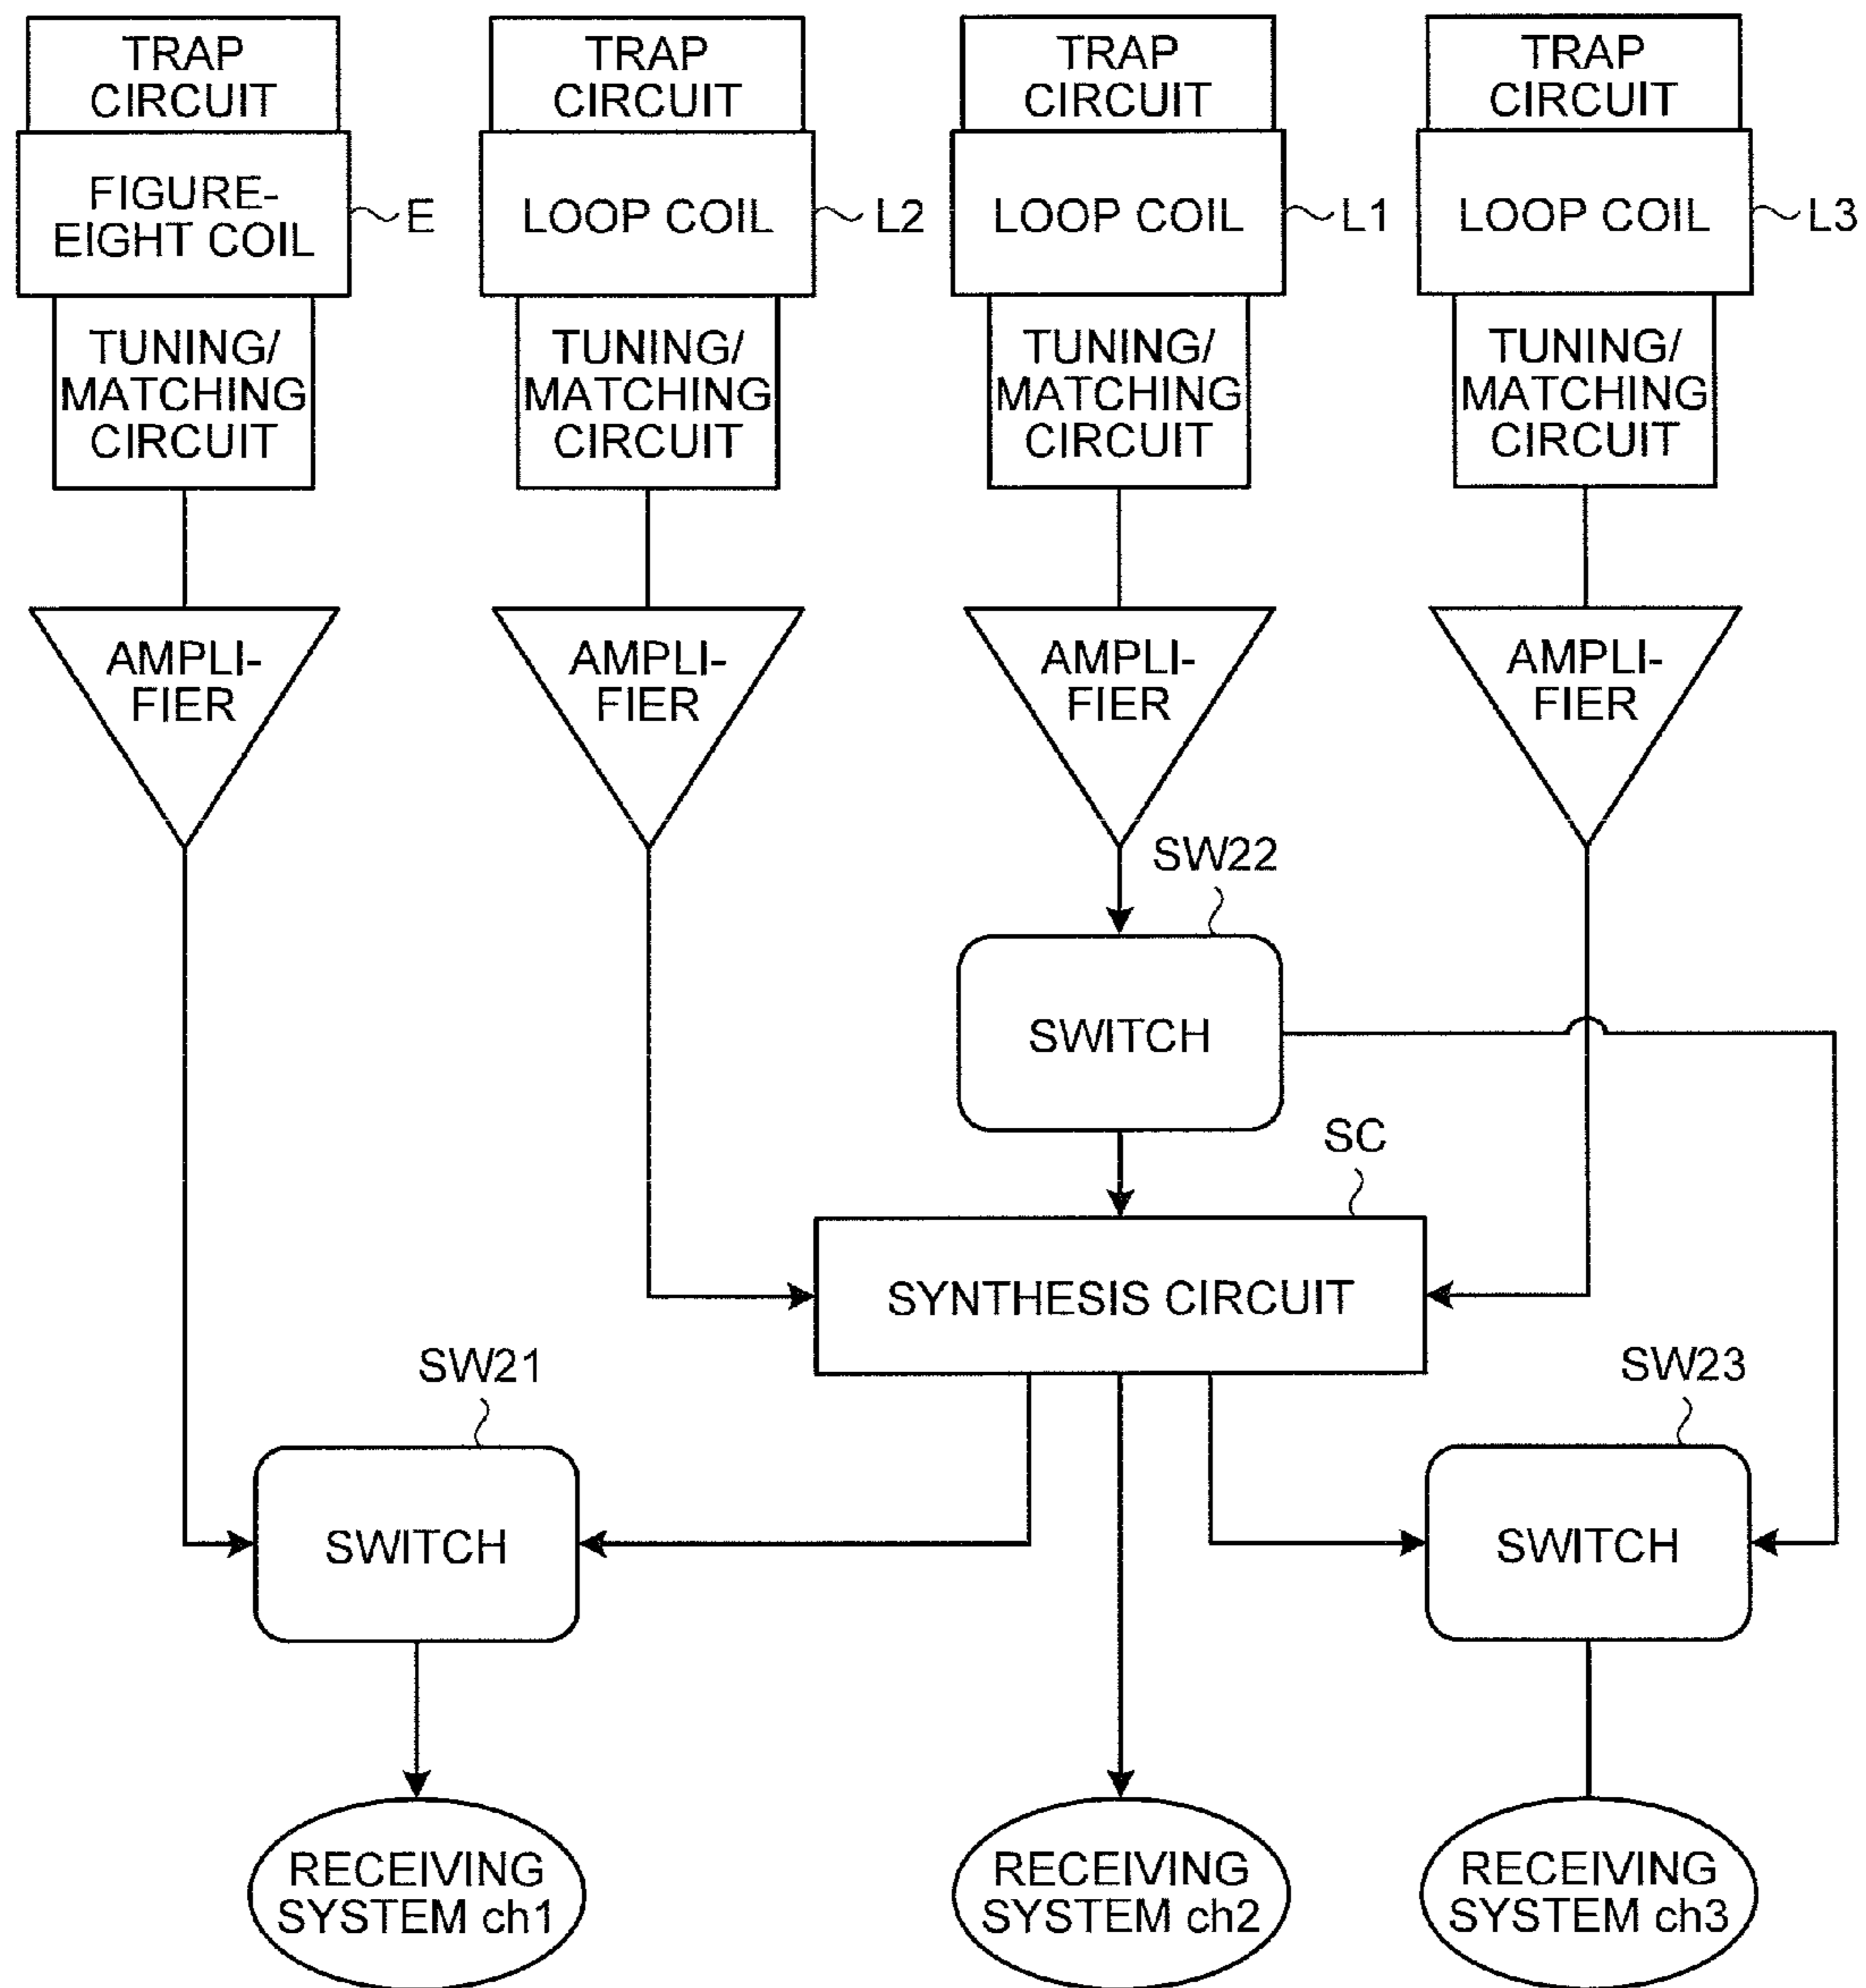 TRAP
CIRCUIT
TRAP
CIRCUIT
TRAP
CIRCUIT
TRAP
CIRCUIT
FIGURE-
EIGHT COIL
E
LOOP COIL
L2
LOOP COIL
L1
LOOP COIL
L3
TUNING/
MATCHING
CIRCUIT
TUNING/
MATCHING
CIRCUIT
TUNING/
MATCHING
CIRCUIT
TUNING/
MATCHING
CIRCUIT
AMPLI-
FIER
AMPLI-
FIER
AMPLI-
FIER
AMPLI-
FIER
SW22
SWITCH
SC
SYNTHESIS CIRCUIT
SW21
SW23
SWITCH
SWITCH
RECEIVING
SYSTEM ch1
RECEIVING
SYSTEM ch2
RECEIVING
SYSTEM ch3